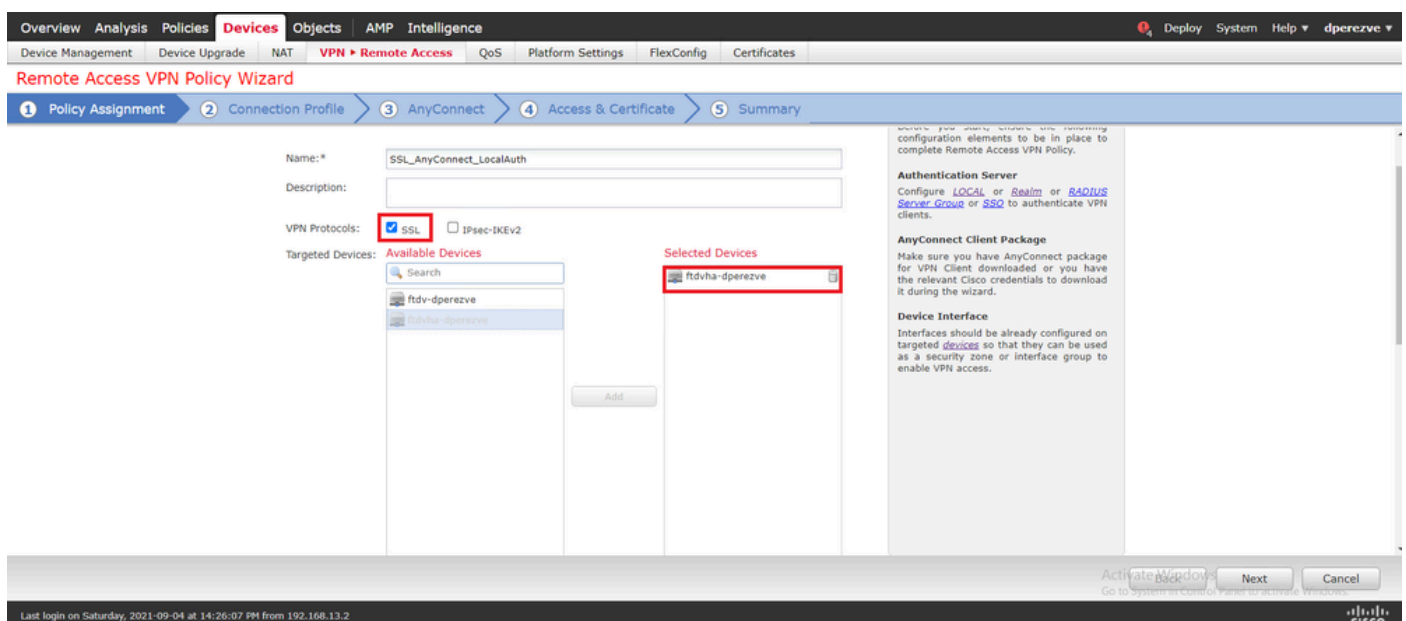 Overview Analysis Policies Devices Objects AMP Intelligence
4 Deploy System Help ▾ dperezve ▾
Device Management Device Upgrade NAT VPN ▸ Remote Access QoS Platform Settings FlexConfig Certificates
Remote Access VPN Policy Wizard
1 Policy Assignment 2 Connection Profile 3 AnyConnect 4 Access & Certificate 5 Summary
Name:* SSL_AnyConnect_LocalAuth
Description:
VPN Protocols: SSL IPsec-IKEv2
Targeted Devices: Available Devices
Search
ftdv-dperezve
ftdvha-dperezve
Add
Selected Devices
ftdvha-dperezve
Before you start, ensure the following
configuration elements to be in place to
complete Remote Access VPN Policy.
Authentication Server
Configure LOCAL or Realm or RADIUS
Server Group or SSO to authenticate VPN
clients.
AnyConnect Client Package
Make sure you have AnyConnect package
for VPN Client downloaded or you have
the relevant Cisco credentials to download
it during the wizard.
Device Interface
Interfaces should be already configured on
targeted devices so that they can be used
as a security zone or interface group to
enable VPN access.
Activate Windows
Go to System in Control Panel to activate Windows.
Back Next Cancel
Last login on Saturday, 2021-09-04 at 14:26:07 PM from 192.168.13.2
CISCO